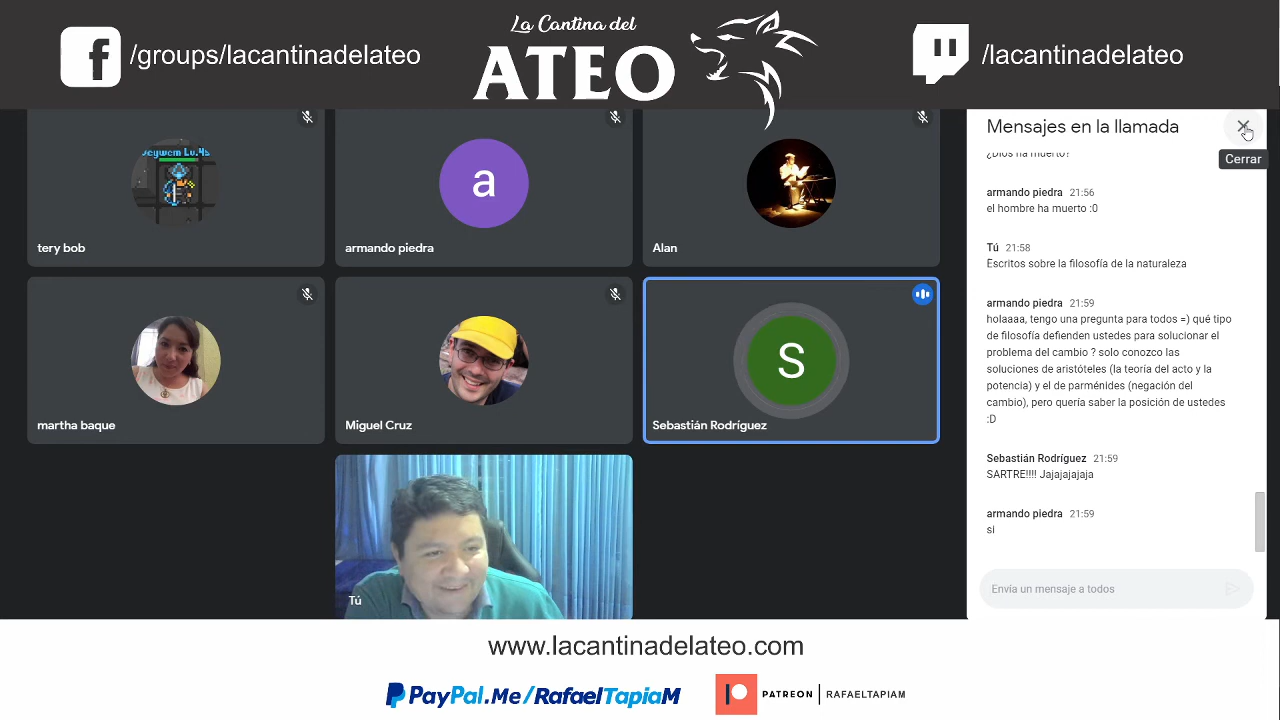 /groups/lacantinadelateo
La Cantina del
ATEO
/lacantinadelateo
Mensajes en la llamada
Cerrar
¿Dios ha muerto?
armando piedra 21:56
el hombre ha muerto :0
Tú 21:58
Escritos sobre la filosofía de la naturaleza
armando piedra 21:59
holaaaa, tengo una pregunta para todos =) qué tipo
de filosofía defienden ustedes para solucionar el
problema del cambio ? solo conozco las
soluciones de aristóteles (la teoría del acto y la
potencia) y el de parménides (negación del
cambio), pero quería saber la posición de ustedes
:D
Sebastián Rodríguez 21:59
SARTRE!!!! Jajajajajaja
armando piedra 21:59
si
Envía un mensaje a todos
Lv.45
tery bob
a
armando piedra
Alan
martha baque
Miguel Cruz
S
Sebastián Rodríguez
Tú
www.lacantinadelateo.com
PayPal.Me/RafaelTapiaM
PATREON | RAFAELTAPIAM